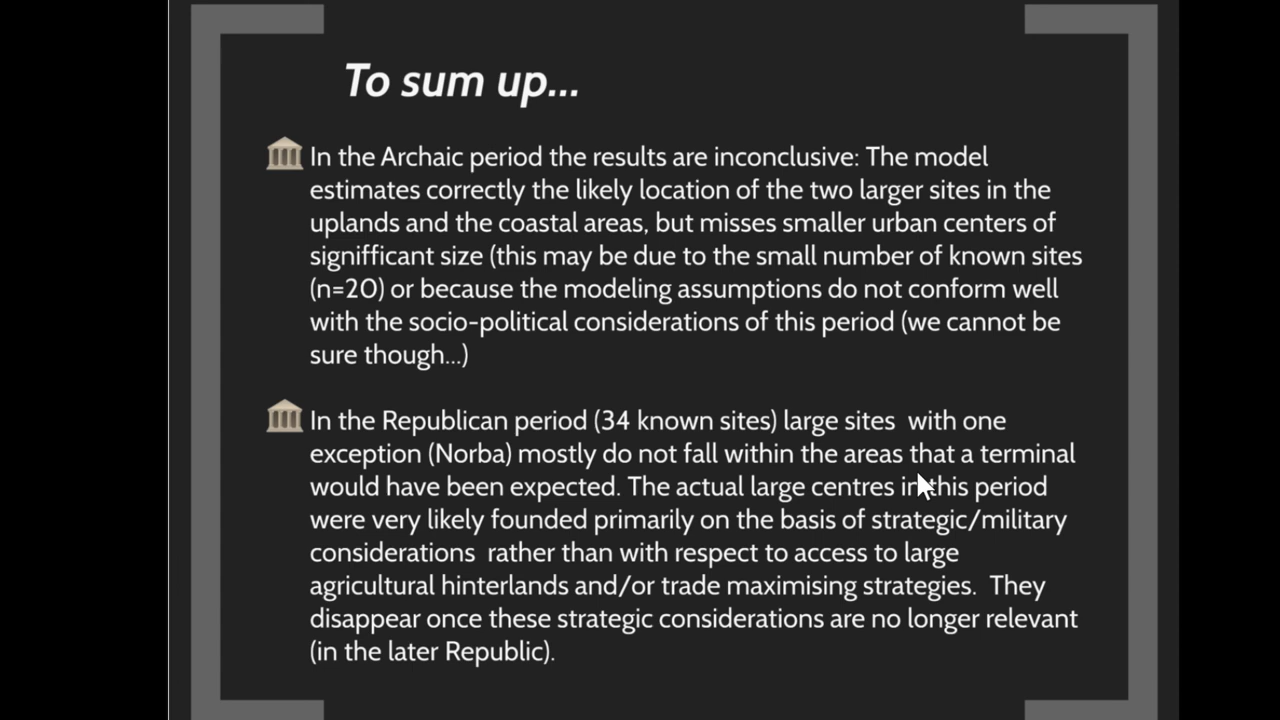 To sum up...
In the Archaic period the results are inconclusive: The model
estimates correctly the likely location of the two larger sites in the
uplands and the coastal areas, but misses smaller urban centers of
signifficant size (this may be due to the small number of known sites
(n=20) or because the modeling assumptions do not conform well
with the socio-political considerations of this period (we cannot be
sure though...)
In the Republican period (34 known sites) large sites  with one
exception (Norba) mostly do not fall within the areas that a terminal
would have been expected. The actual large centres in this period
were very likely founded primarily on the basis of strategic/military
considerations  rather than with respect to access to large
agricultural hinterlands and/or trade maximising strategies.  They
disappear once these strategic considerations are no longer relevant
(in the later Republic).